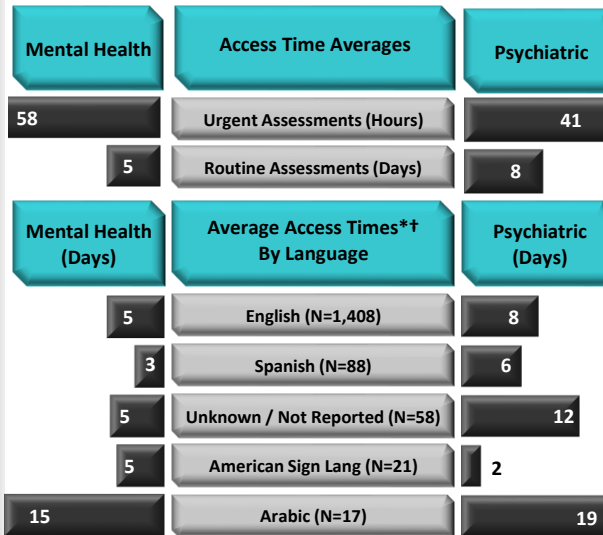 Mental Health Access Time Averages Psychiatric
58 Urgent Assessments (Hours) 41
5 Routine Assessments (Days) 8
Mental Health Average Access Times*† Psychiatric
(Days) By Language (Days)
5 English (N=1,408) 8
3 Spanish (N=88) 6
5 Unknown / Not Reported (N=58) 12
5 American Sign Lang (N=21) 2
15 Arabic (N=17) 19